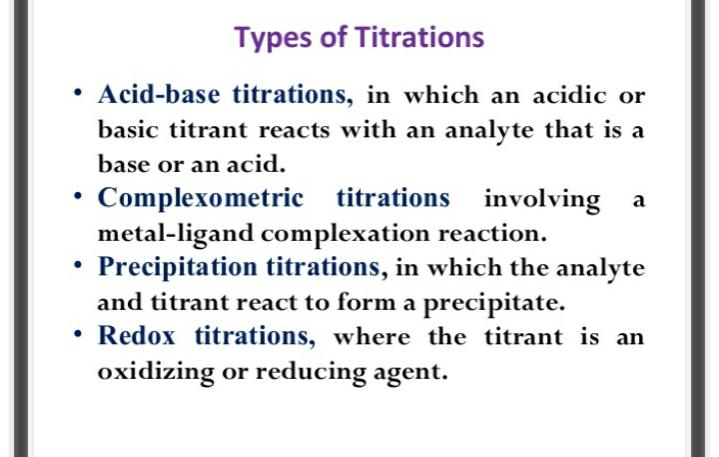 Types of Titrations
• Acid-base titrations, in which an acidic or
basic titrant reacts with an analyte that is a
base or an acid.
• Complexometric titrations involving a
metal-ligand complexation reaction.
• Precipitation titrations, in which the analyte
and titrant react to form a precipitate.
• Redox titrations, where the titrant is an
oxidizing or reducing agent.